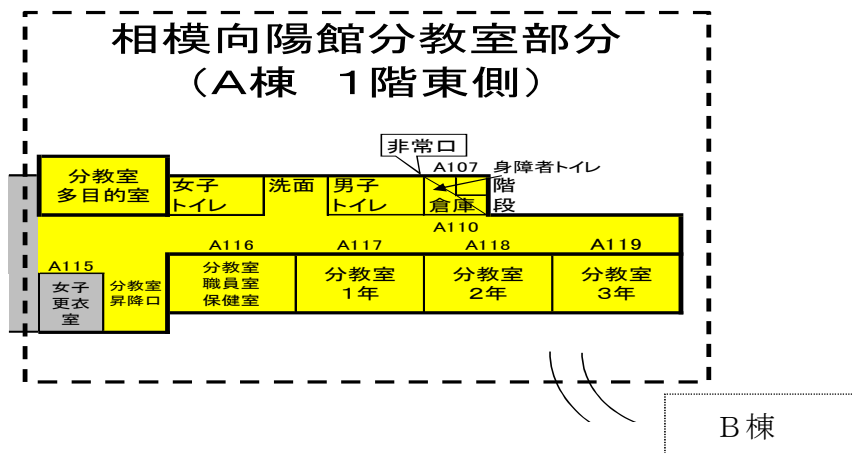 相模向陽館分教室部分
(A棟 1階東側)
非常口
A107
身障者トイレ
分教室
多目的室
女子
トイレ
洗面
男子
トイレ
倉庫
階
段
A110
A116
A117
A118
A119
A115
女子
更衣
室
分教室
昇降口
分教室
職員室
保健室
分教室
1年
分教室
2年
分教室
3年
B棟